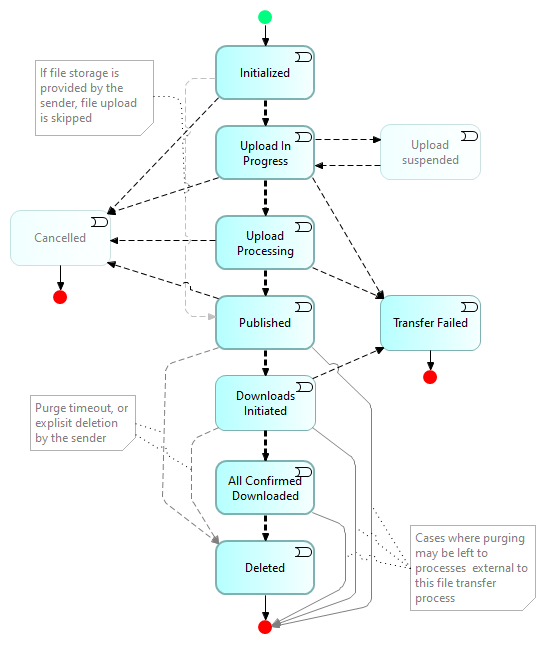 Initialized
If file storage is
provided by the
sender, file upload
is skipped
Upload In
Progress
Upload
suspended
Cancelled
Upload
Processing
Published
Transfer Failed
Downloads
Initiated
Purge timeout, or
explisit deletion
by the sender
All Confirmed
Downloaded
Cases where purging
may be left to
processes  external to
this file transfer
process
Deleted